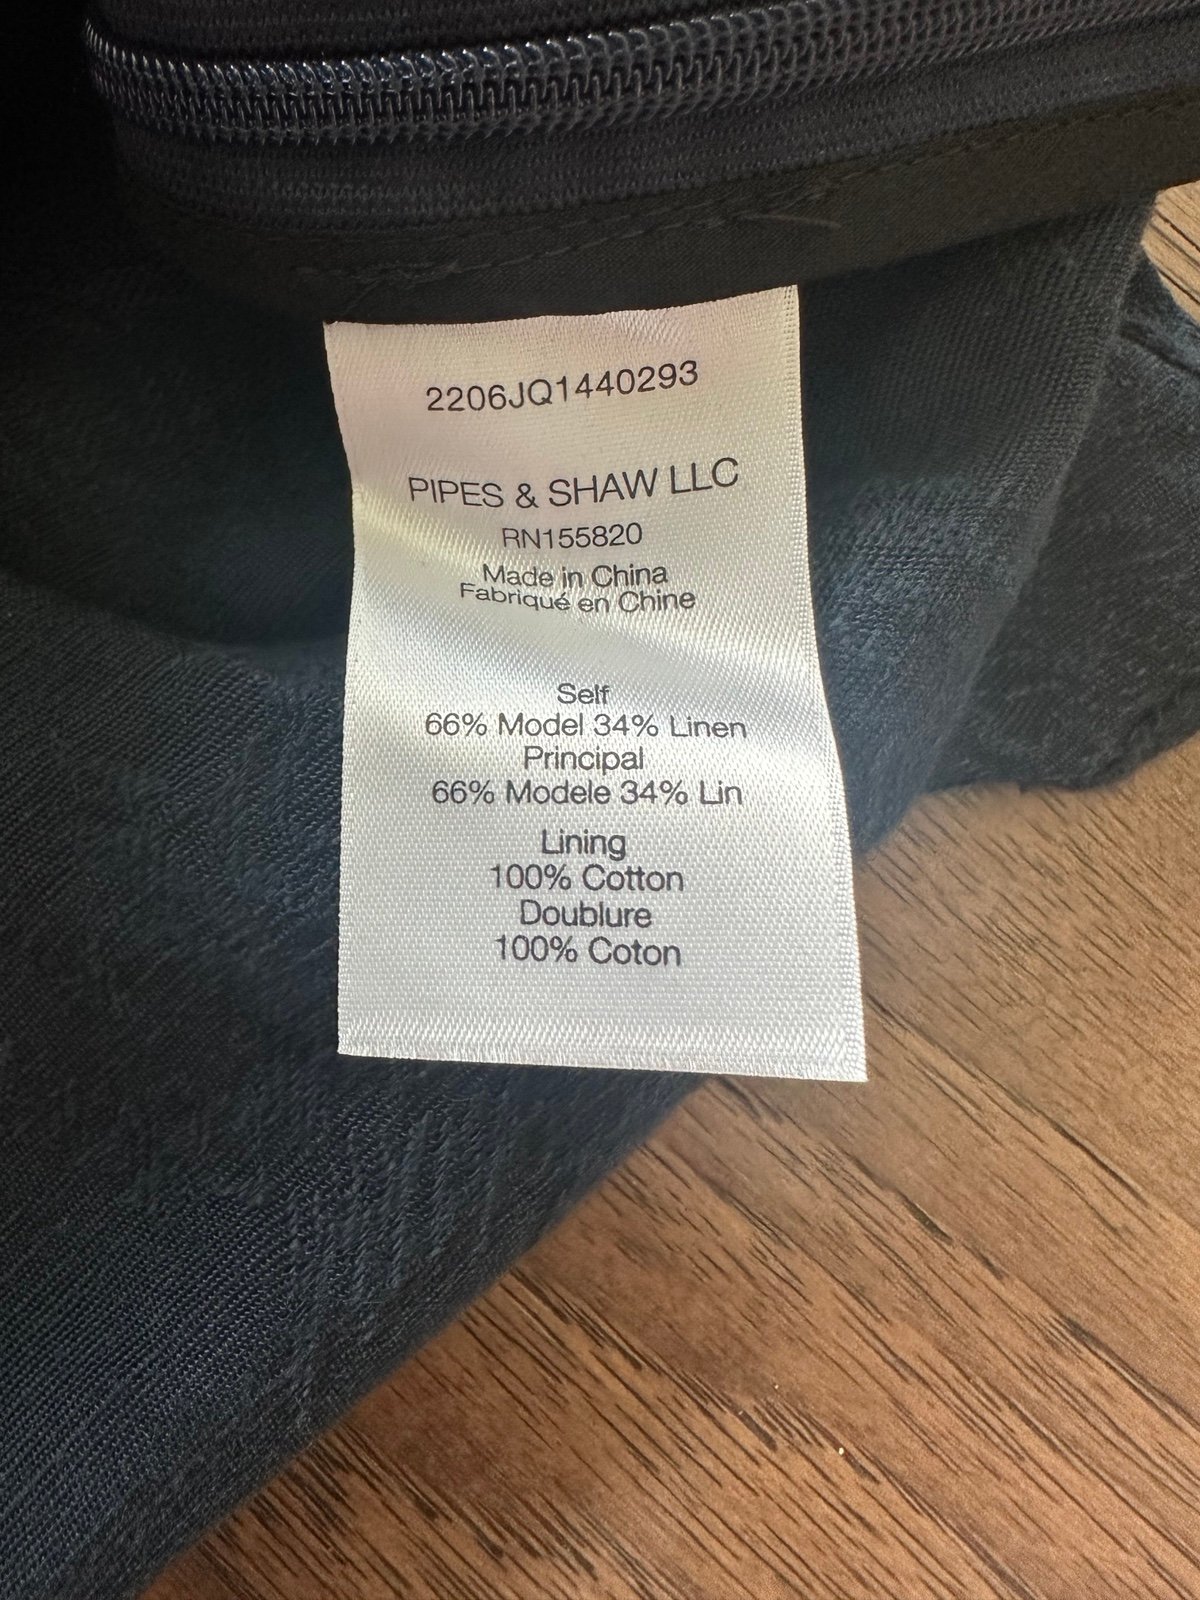 2206JQ1440293
PIPES & SHAW LLC
RN155820
Made in China
Fabriqué en Chine
Self
66% Model 34% Linen
Principal
66% Modele 34% Lin
Lining
100% Cotton
Doublure
100% Coton